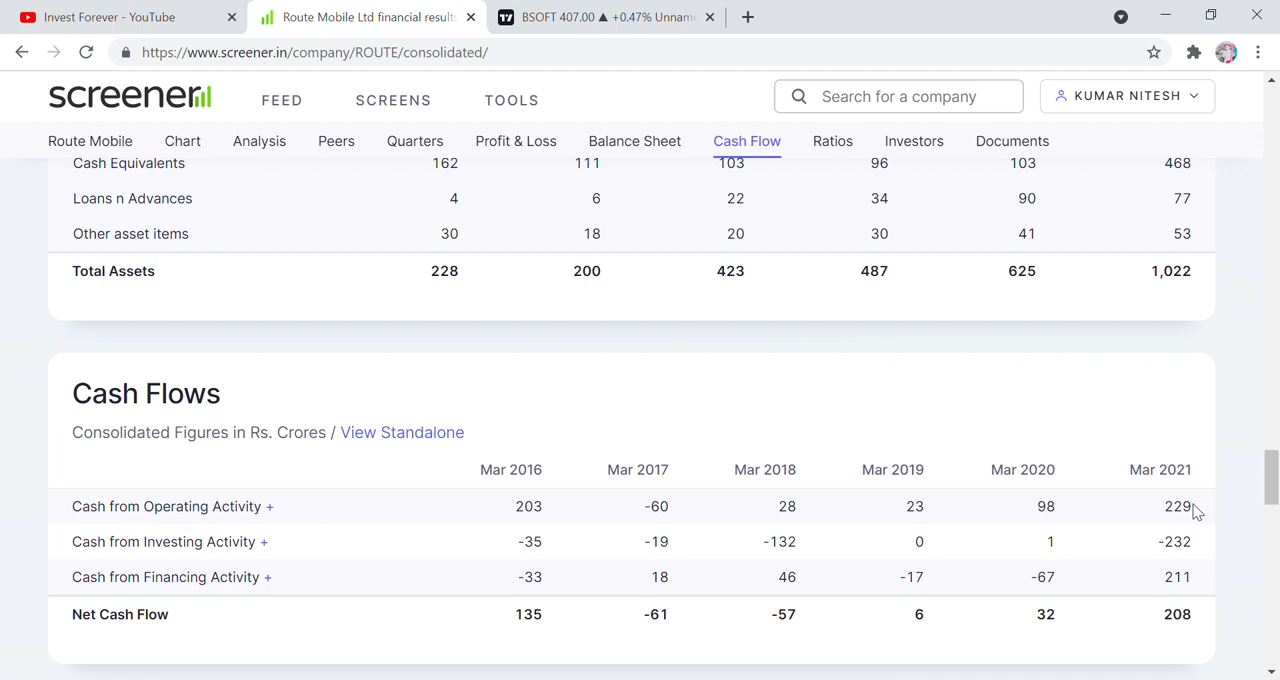 Invest Forever - YouTube
Route Mobile Ltd financial results
BSOFT 407.00 ▲ +0.47% Unnam
https://www.screener.in/company/ROUTE/consolidated/
screener
FEED SCREENS TOOLS
Search for a company
KUMAR NITESH
Route Mobile Chart Analysis Peers Quarters Profit & Loss Balance Sheet Cash Flow Ratios Investors Documents
Cash Equivalents 162 111 103 96 103 468
Loans n Advances 4 6 22 34 90 77
Other asset items 30 18 20 30 41 53
Total Assets 228 200 423 487 625 1,022
Cash Flows
Consolidated Figures in Rs. Crores / View Standalone
Mar 2016 Mar 2017 Mar 2018 Mar 2019 Mar 2020 Mar 2021
Cash from Operating Activity + 203 -60 28 23 98 229
Cash from Investing Activity + -35 -19 -132 0 1 -232
Cash from Financing Activity + -33 18 46 -17 -67 211
Net Cash Flow 135 -61 -57 6 32 208